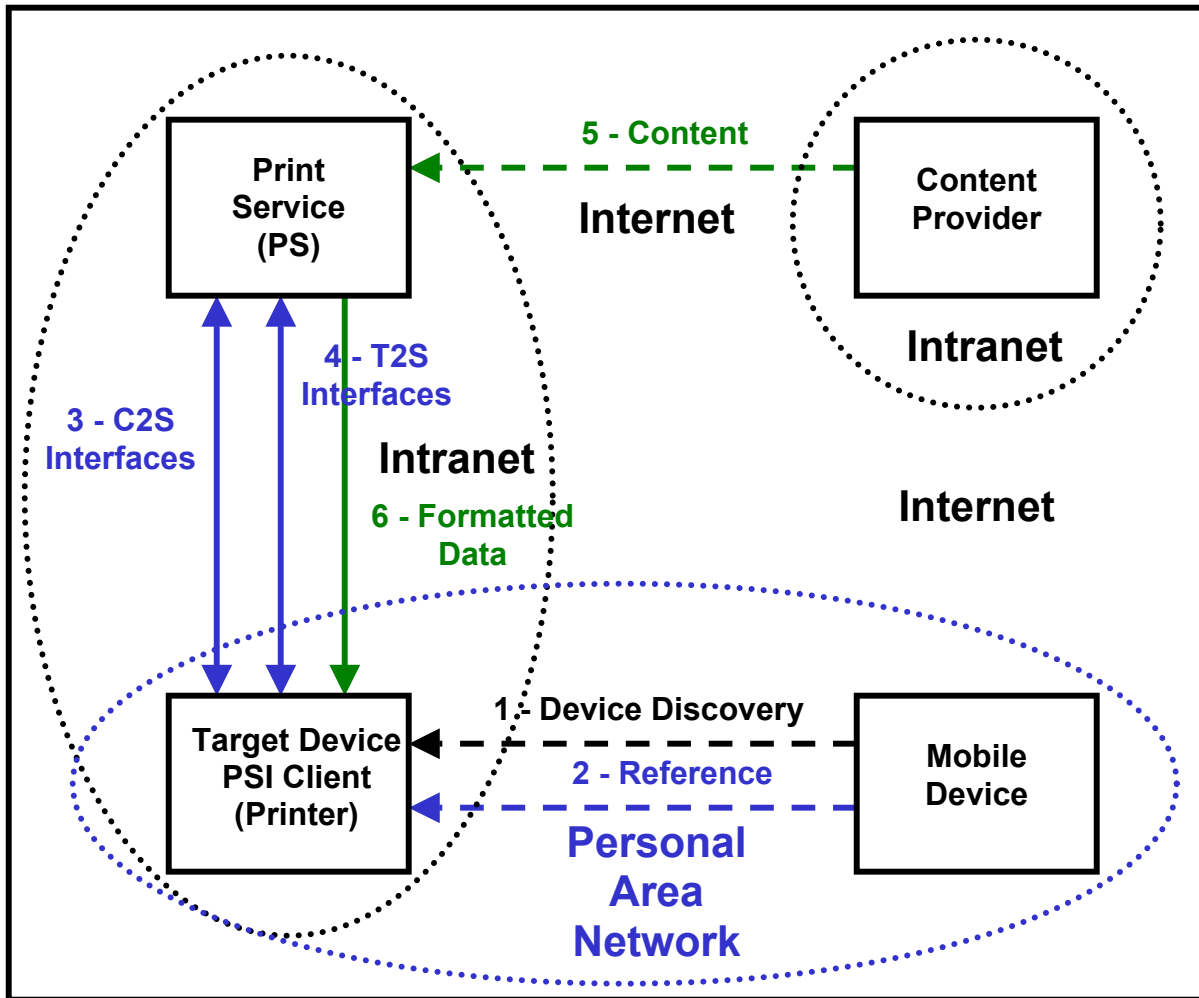 Print
Service
(PS)
5 - Content
Content
Provider
Internet
Intranet
4 - T2S
Interfaces
3 - C2S
Interfaces
Intranet
6 - Formatted
Data
Internet
Target Device
PSI Client
(Printer)
1 - Device Discovery
2 - Reference
Mobile
Device
Personal
Area
Network